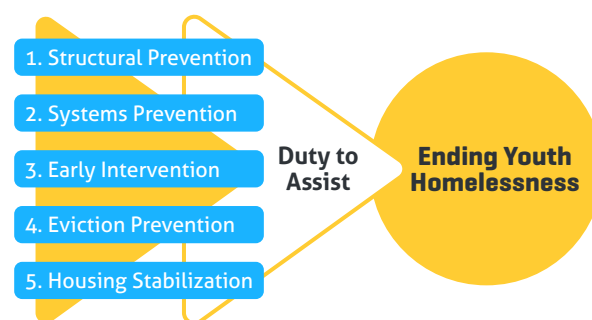 1. Structural Prevention
2. Systems Prevention
3. Early Intervention
4. Eviction Prevention
5. Housing Stabilization
Duty to
Assist
Ending Youth
Homelessness